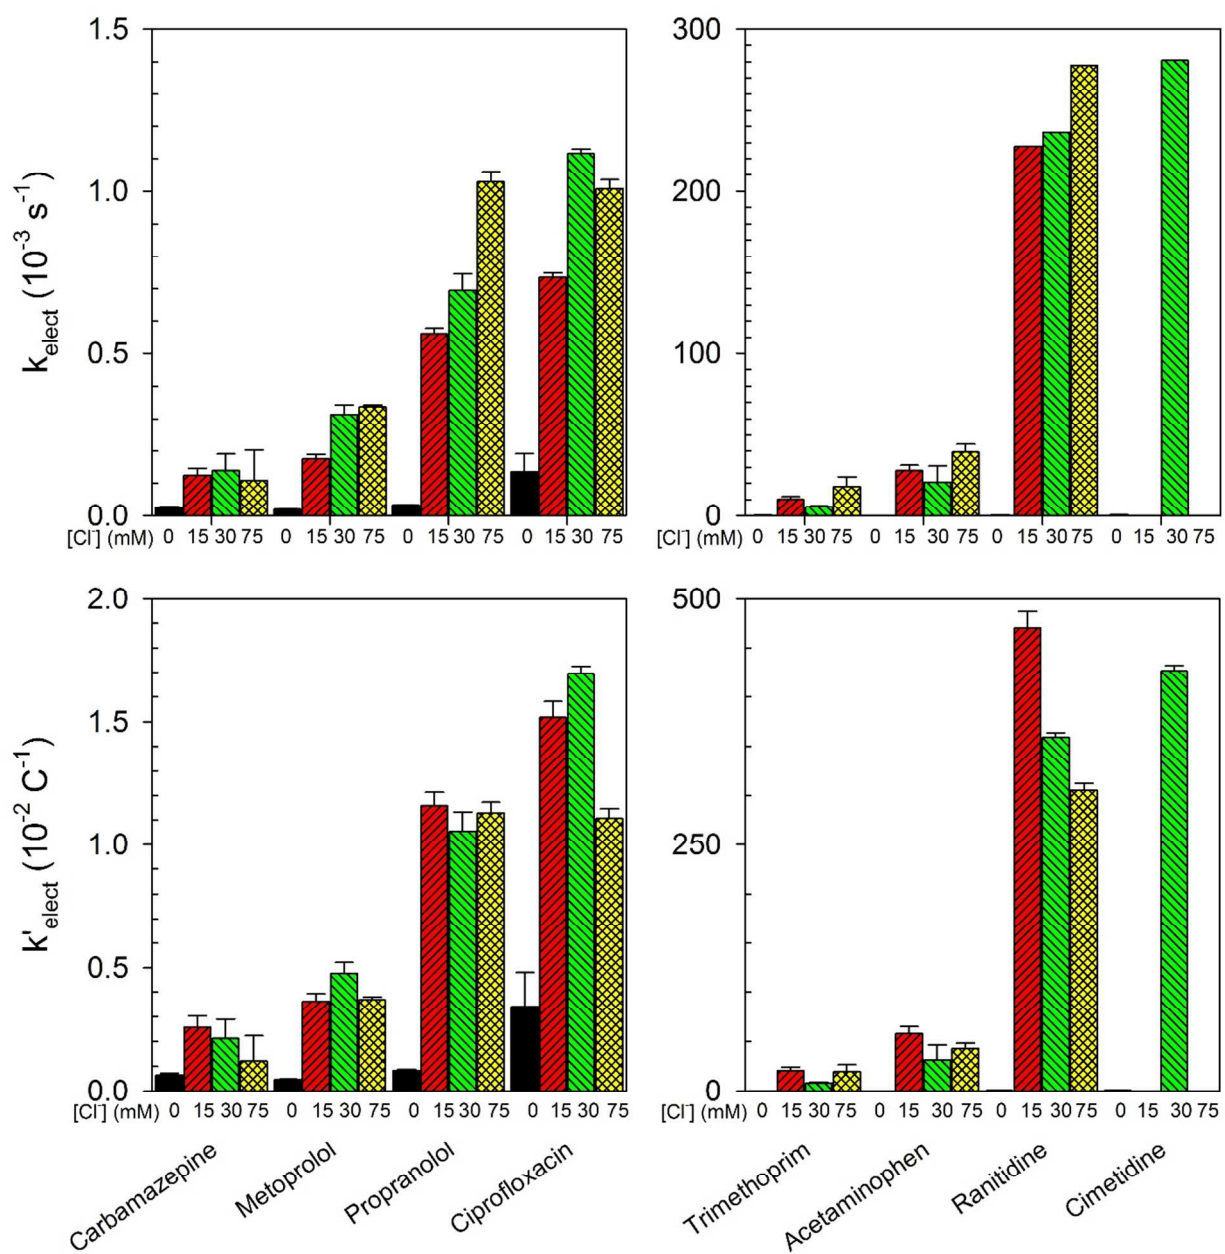 1.5
1.0
0.5
0.0
k_elect (10⁻³ s⁻¹)
[Cl⁻] (mM) 0 15 30 75 0 15 30 75 0 15 30 75 0 15 30 75
300
200
100
0
[Cl⁻] (mM) 0 15 30 75 0 15 30 75 0 15 30 75 0 15 30 75
2.0
1.5
1.0
0.5
0.0
k'_elect (10⁻² C⁻¹)
[Cl⁻] (mM) 0 15 30 75 0 15 30 75 0 15 30 75 0 15 30 75
Carbamazepine
Metoprolol
Propranolol
Ciprofloxacin
500
250
0
[Cl⁻] (mM) 0 15 30 75 0 15 30 75 0 15 30 75 0 15 30 75
Trimethoprim
Acetaminophen
Ranitidine
Cimetidine